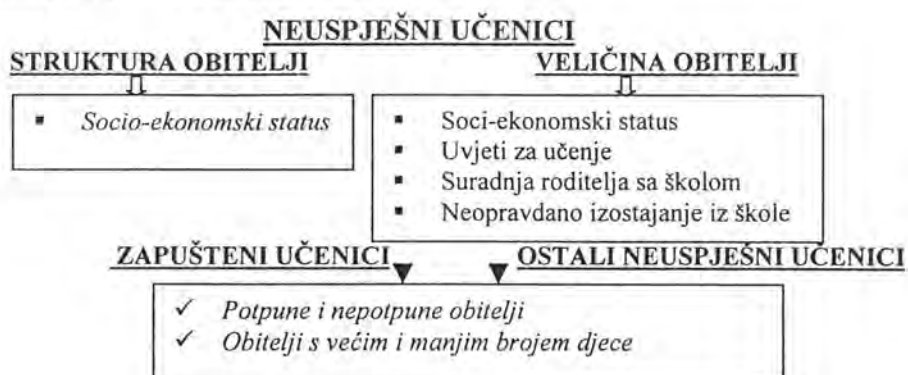 NEUSPJEŠNI UČENICI
STRUKTURA OBITELJI
VELIČINA OBITELJI
▪ Socio-ekonomski status
▪ Soci-ekonomski status
▪ Uvjeti za učenje
▪ Suradnja roditelja sa školom
▪ Neopravdano izostajanje iz škole
ZAPUŠTENI UČENICI
OSTALI NEUSPJEŠNI UČENICI
✓ Potpune i nepotpune obitelji
✓ Obitelji s većim i manjim brojem djece